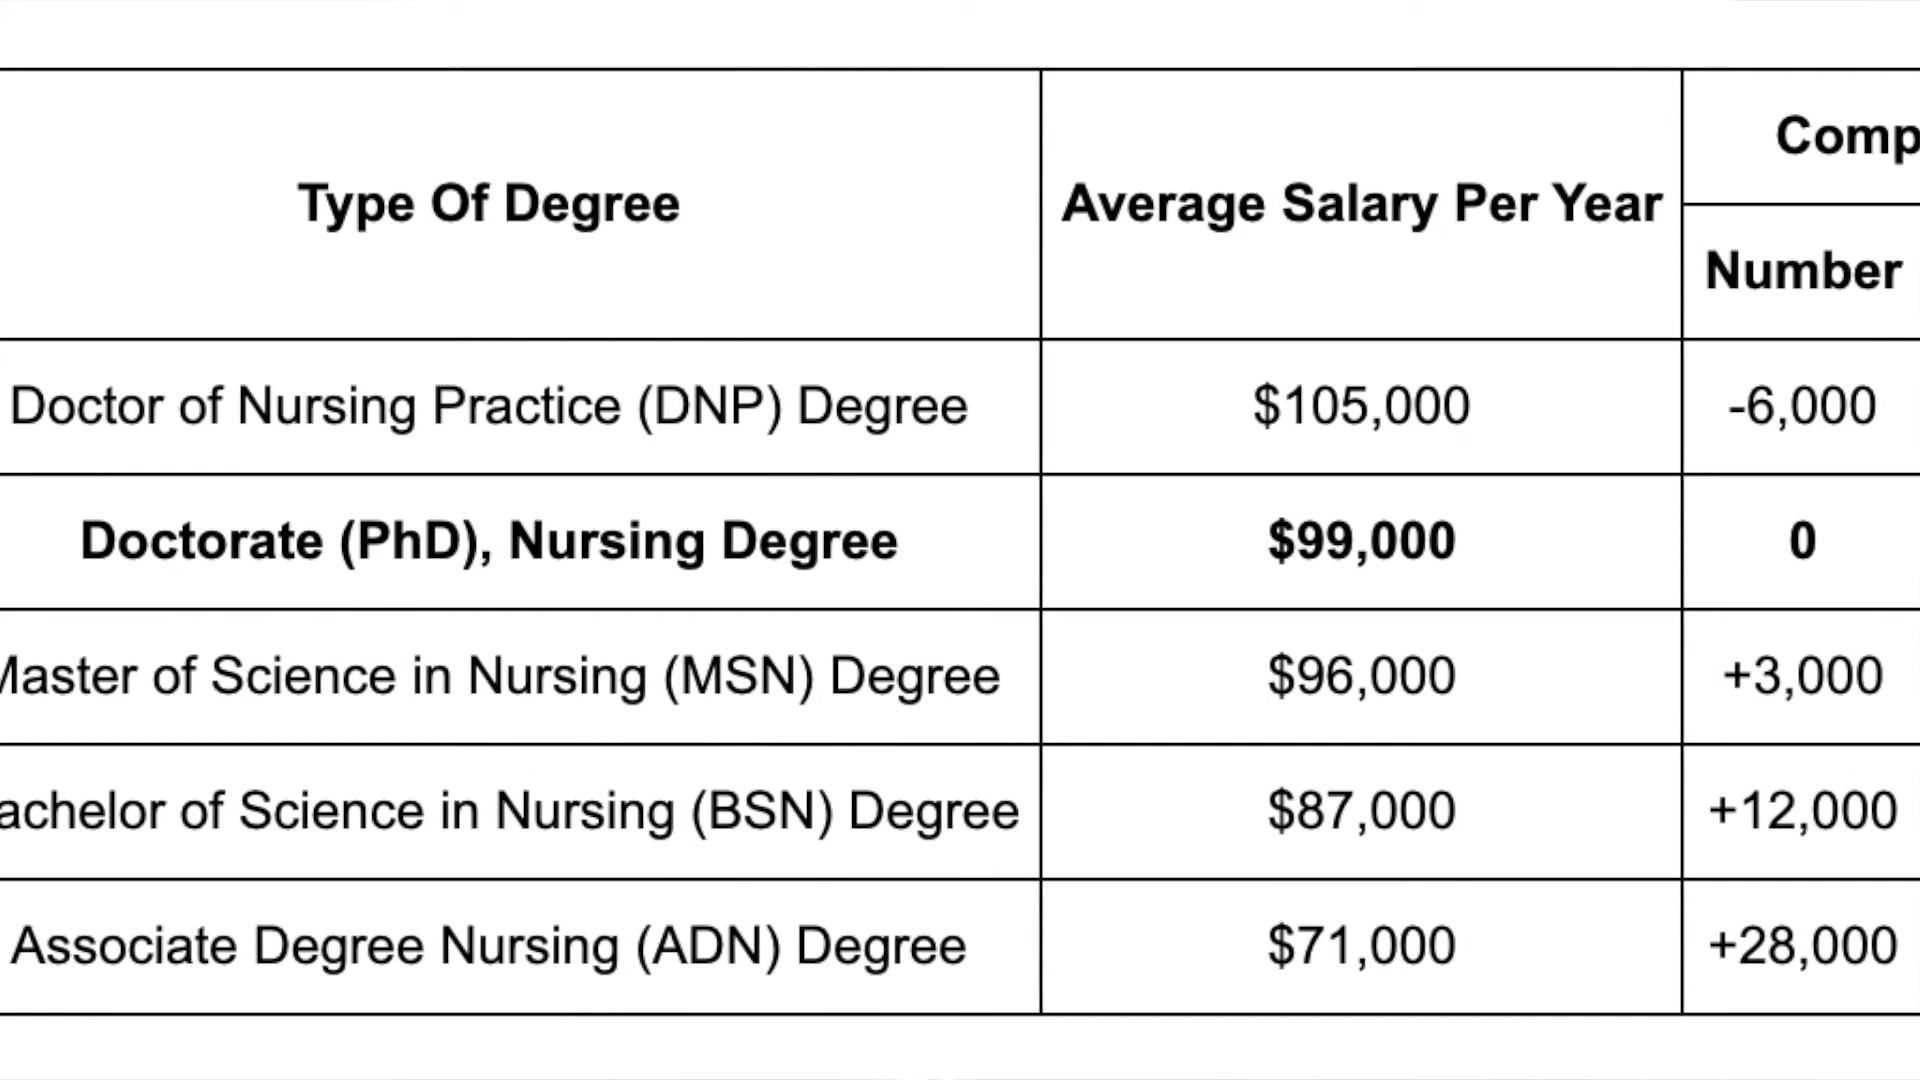 Type Of Degree
Average Salary Per Year
Comp
Number
Doctor of Nursing Practice (DNP) Degree $105,000 -6,000
Doctorate (PhD), Nursing Degree $99,000 0
Master of Science in Nursing (MSN) Degree $96,000 +3,000
achelor of Science in Nursing (BSN) Degree $87,000 +12,000
Associate Degree Nursing (ADN) Degree $71,000 +28,000